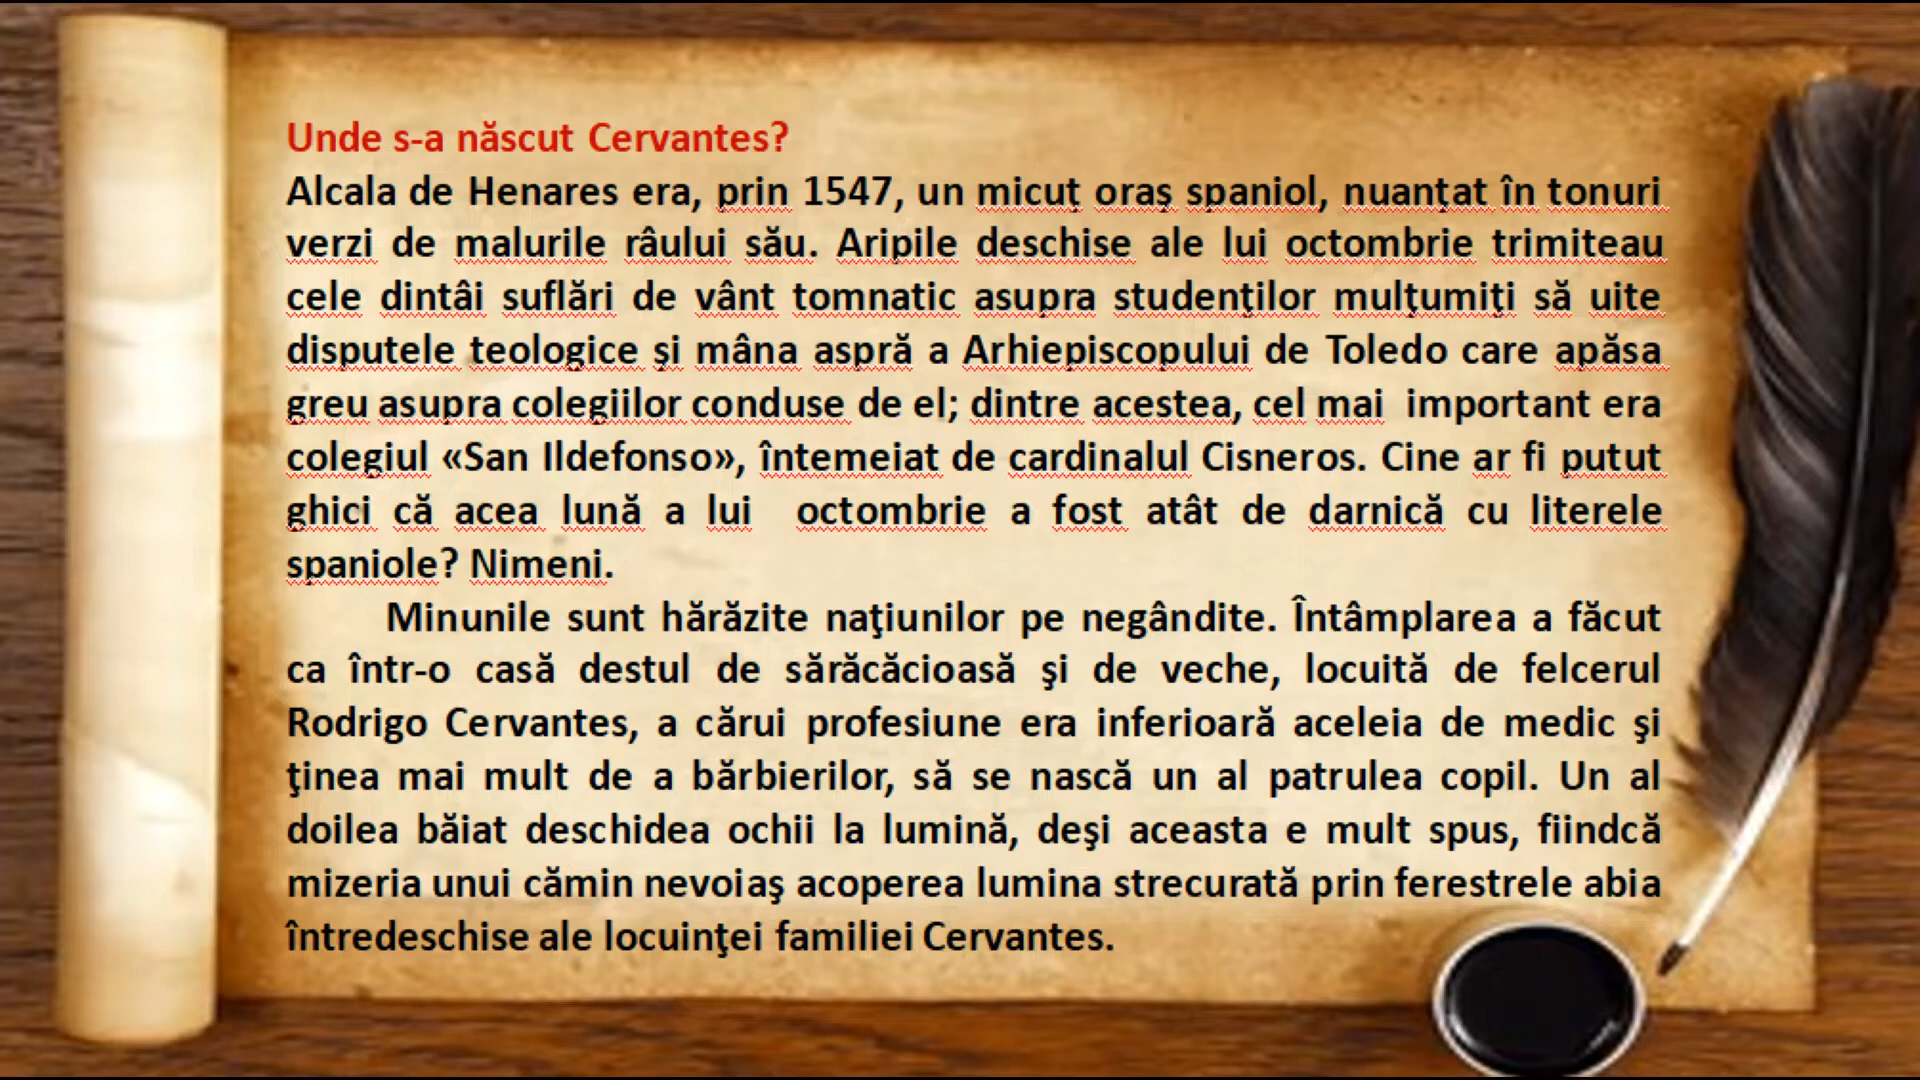 Unde s-a născut Cervantes?
Alcala de Henares era, prin 1547, un micuţ oraş spaniol, nuanţat în tonuri
verzi de malurile râului său. Aripile deschise ale lui octombrie trimiteau
cele dintâi suflări de vânt tomnatic asupra studenţilor mulţumiţi să uite
disputele teologice şi mâna aspră a Arhiepiscopului de Toledo care apăsa
greu asupra colegiilor conduse de el; dintre acestea, cel mai  important era
colegiul «San Ildefonso», întemeiat de cardinalul Cisneros. Cine ar fi putut
ghici că acea lună a lui  octombrie a fost atât de darnică cu literele
spaniole? Nimeni.
Minunile sunt hărăzite naţiunilor pe negândite. Întâmplarea a făcut
ca într-o casă destul de sărăcăcioasă şi de veche, locuită de felcerul
Rodrigo Cervantes, a cărui profesiune era inferioară aceleia de medic şi
ţinea mai mult de a bărbierilor, să se nască un al patrulea copil. Un al
doilea băiat deschidea ochii la lumină, deşi aceasta e mult spus, fiindcă
mizeria unui cămin nevoiaş acoperea lumina strecurată prin ferestrele abia
întredeschise ale locuinţei familiei Cervantes.